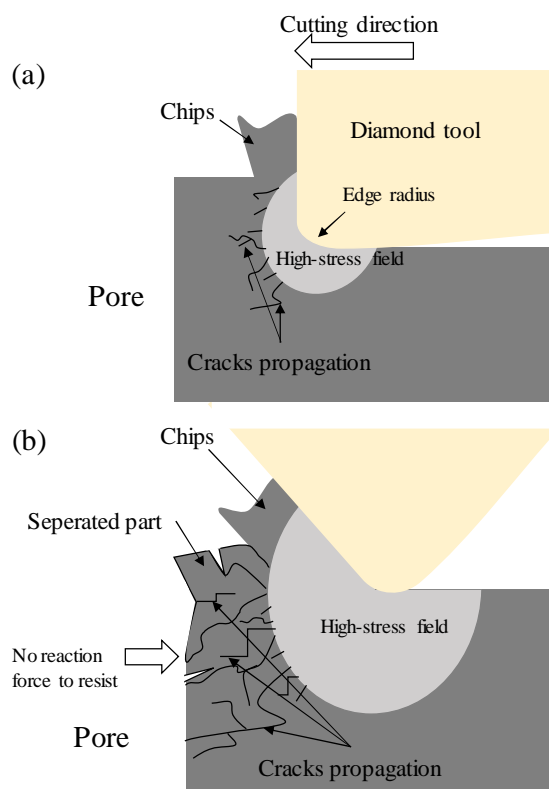 Cutting direction
(a)
Chips
Diamond tool
Edge radius
High-stress field
Pore
Cracks propagation
(b)
Chips
Seperated part
High-stress field
No reaction
force to resist
Pore
Cracks propagation